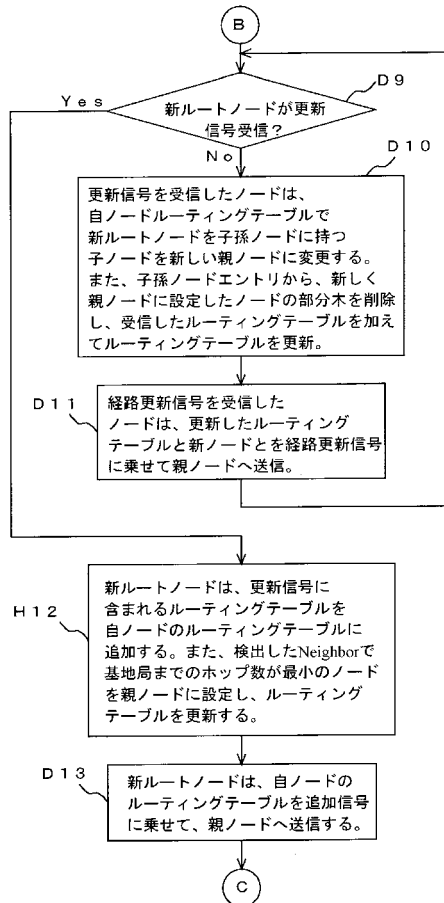 B
D9
Yes
新ルートノードが更新
信号受信?
No
D10
更新信号を受信したノードは、
自ノードルーティングテーブルで
新ルートノードを子孫ノードに持つ
子ノードを新しい親ノードに変更する。
また、子孫ノードエントリから、新しく
親ノードに設定したノードの部分木を削除
し、受信したルーティングテーブルを加え
てルーティングテーブルを更新。
D11
経路更新信号を受信した
ノードは、更新したルーティング
テーブルと新ノードとを経路更新信号
に乗せて親ノードへ送信。
H12
新ルートノードは、更新信号に
含まれるルーティングテーブルを
自ノードのルーティングテーブルに
追加する。また、検出したNeighborで
基地局までのホップ数が最小のノード
を親ノードに設定し、ルーティング
テーブルを更新する。
D13
新ルートノードは、自ノードの
ルーティングテーブルを追加信号
に乗せて、親ノードへ送信する。
C